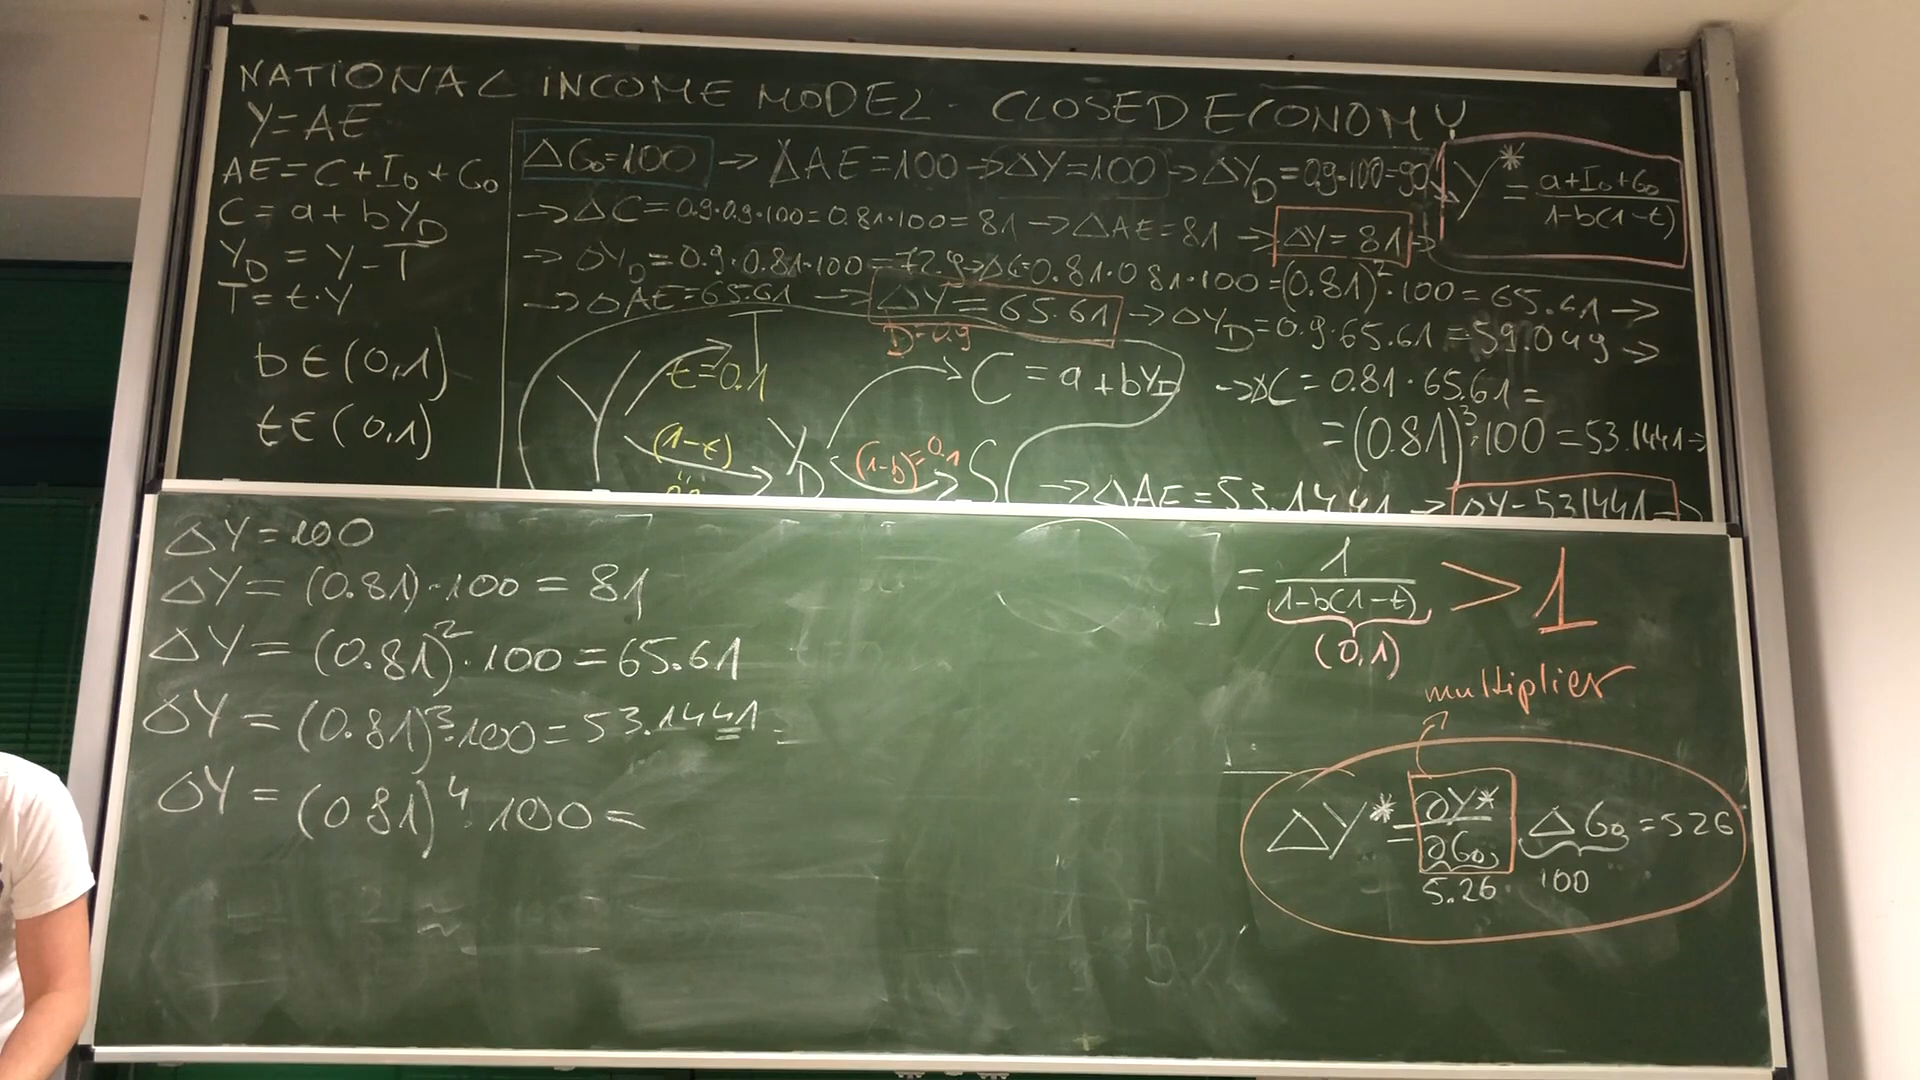 NATIONAL INCOME MODEL - CLOSED ECONOMY
Y=AE
AE=C+I₀+G₀
C=a+bY_D
Y_D=Y-T
T=t·Y
b∈(0,1)
t∈(0,1)
ΔG₀=100 → ΔAE=100 → ΔY=100 → ΔY_D=0.9·100=90 →
→ ΔC=0.9·0.9·100=0.81·100=81 → ΔAE=81 → ΔY=81 →
→ ΔY_D=0.9·0.81·100=72.9 → ΔC=0.81·0.81·100=(0.81)²·100=65.61 →
→ ΔAE=65.61 → ΔY=65.61 → ΔY_D=0.9·65.61=59.049 →
→ ΔC=0.81·65.61=
=(0.81)³·100=53.1441 →
→ ΔAE=53.1441 → ΔY=53.1441 →
Y*=(a+I₀+G₀)/(1-b(1-t))
Y
T
t=0.1
(1-t)
Y_D
b=0.9
C=a+bY_D
(1-b)=0.1
S
ΔY=100
ΔY=(0.81)·100=81
ΔY=(0.81)²·100=65.61
ΔY=(0.81)³·100=53.1441
ΔY=(0.81)⁴·100=
]=1/(1-b(1-t))>1
(0,1)
multiplier
ΔY*=∂Y*/∂G₀ ΔG₀=526
5.26 · 100